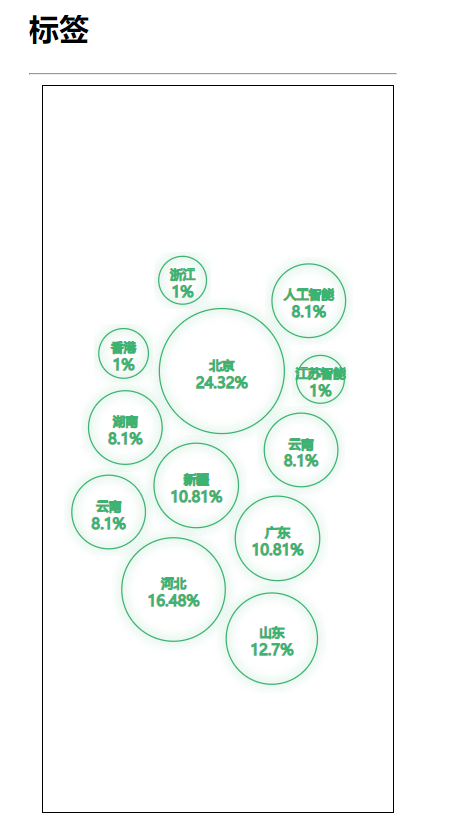 标签
浙江
1%
人工智能
8.1%
香港
1%
北京
24.32%
江苏智能
1%
湖南
8.1%
云南
8.1%
新疆
10.81%
云南
8.1%
广东
10.81%
河北
16.48%
山东
12.7%